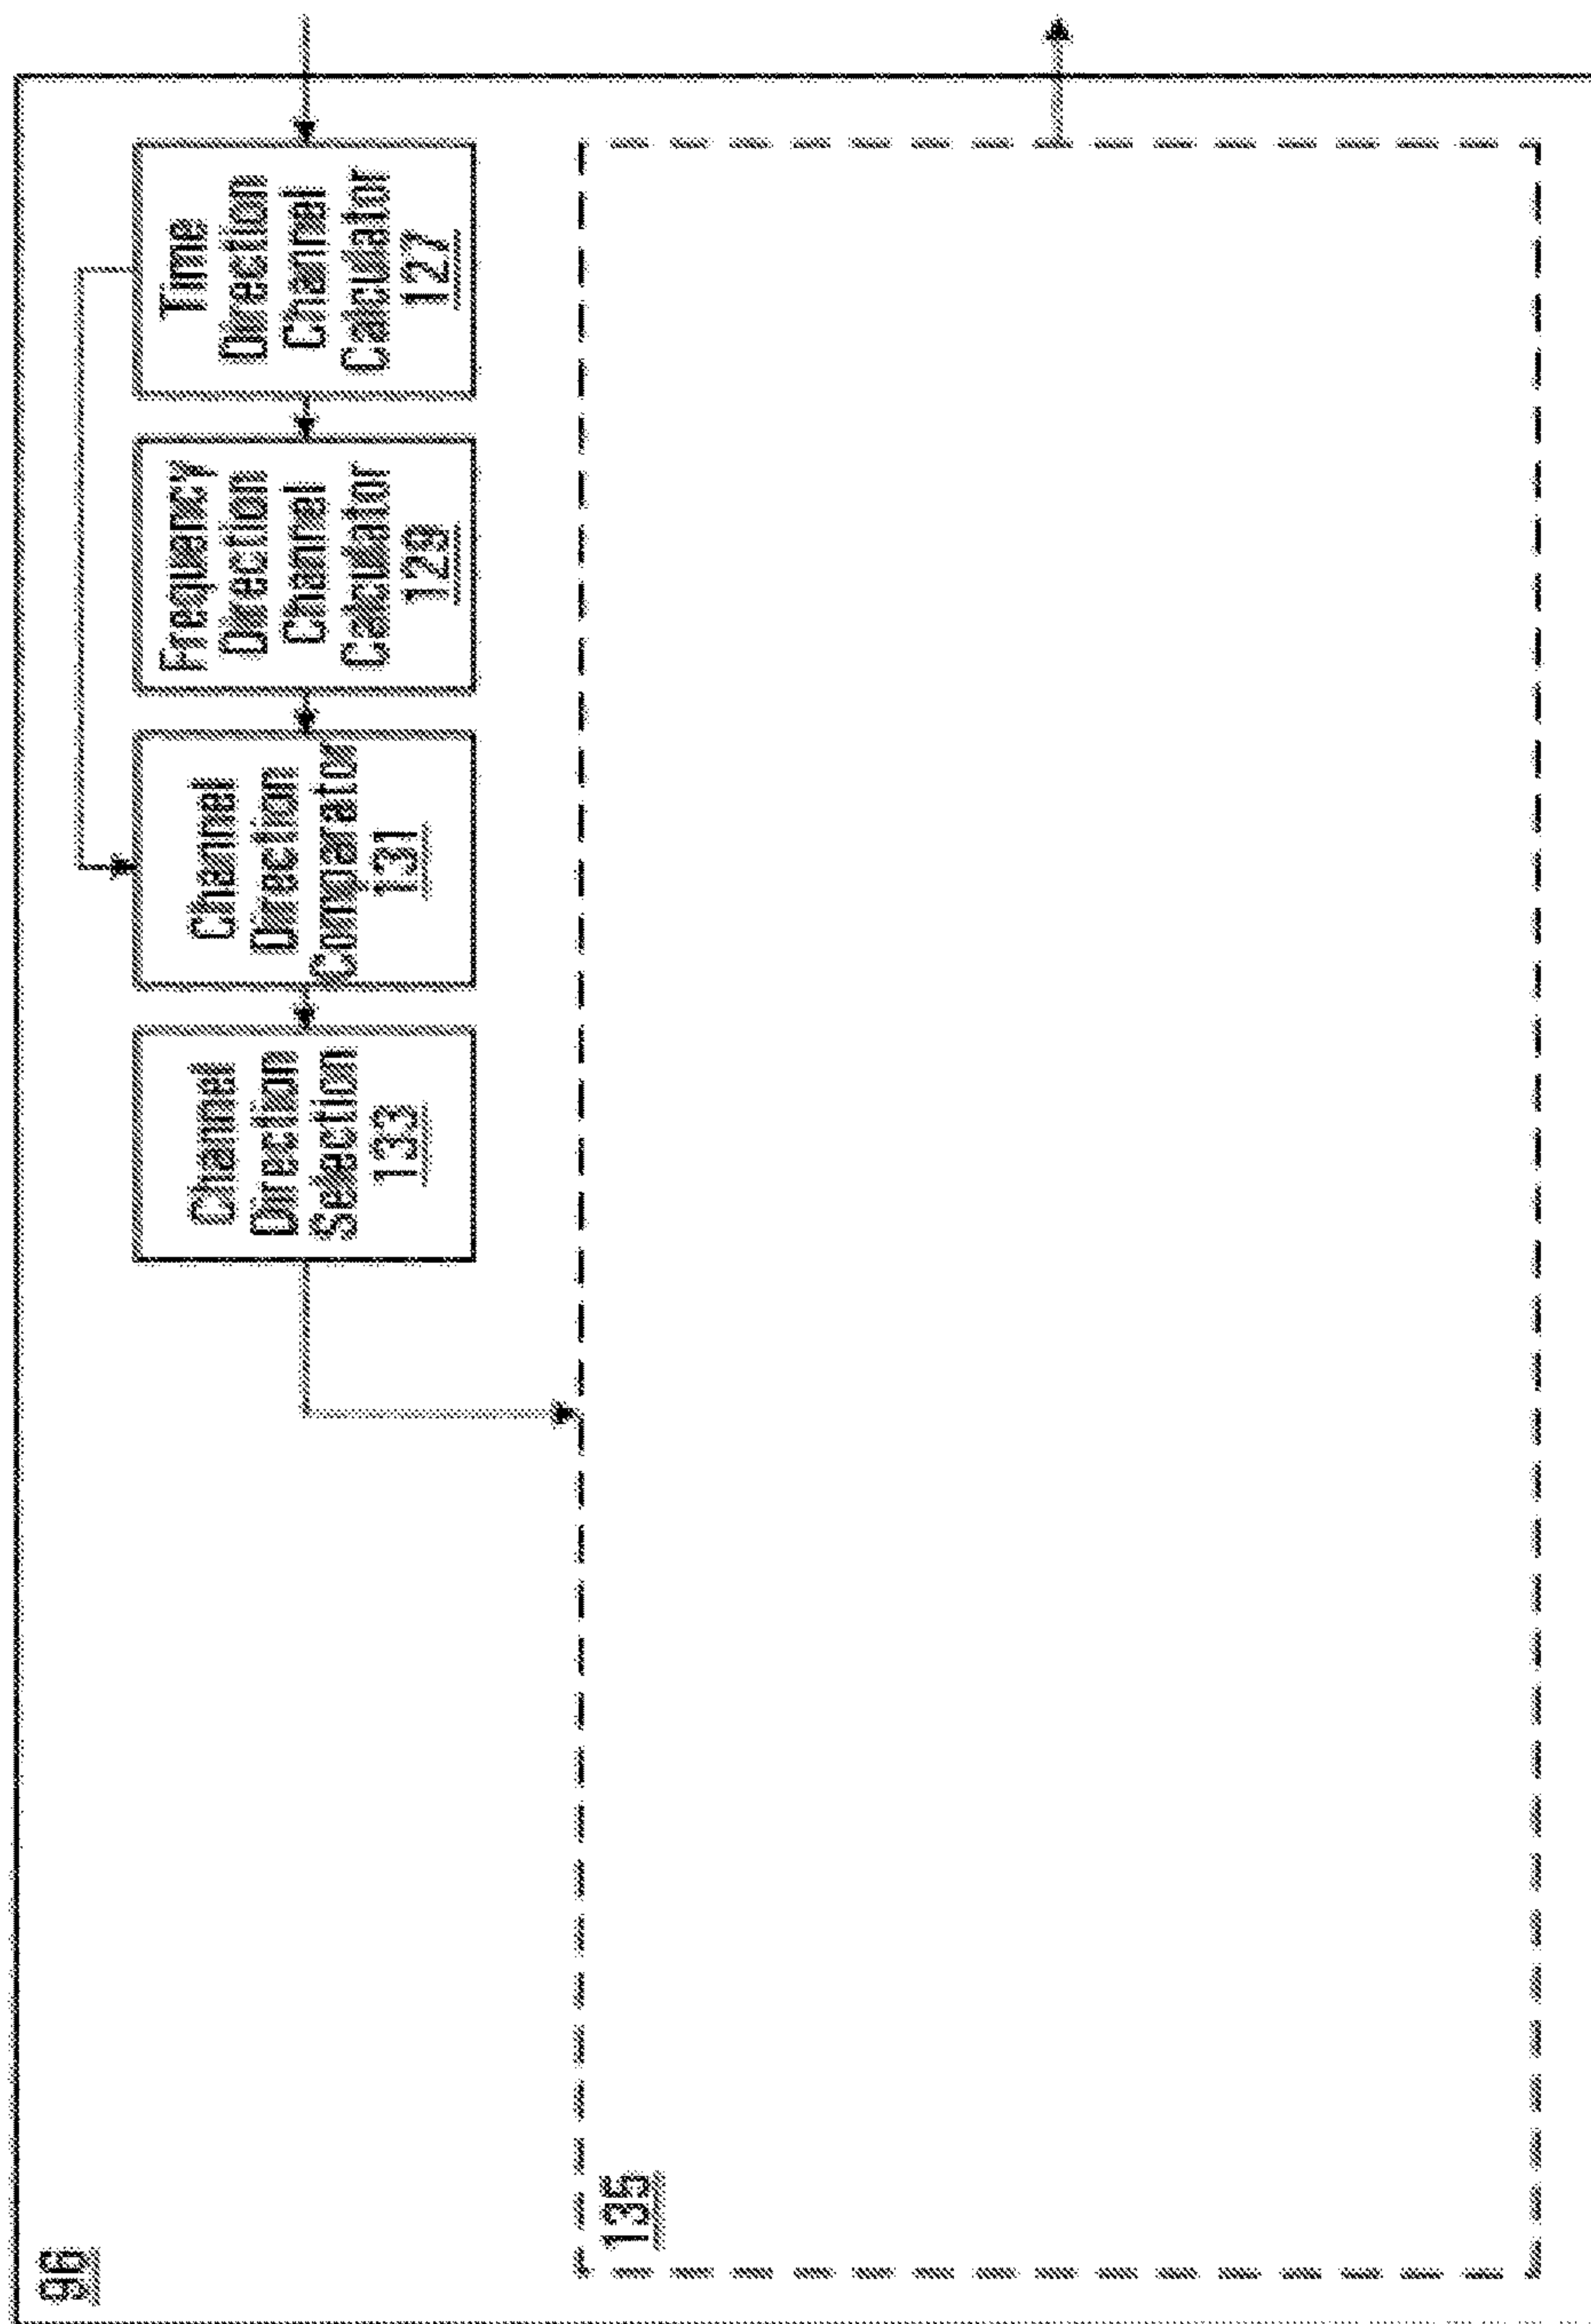 96
Time
Direction
Channel
Calculator
127
Frequency
Direction
Channel
Calculator
129
Channel
Direction
Comparator
131
Channel
Direction
Selection
133
135